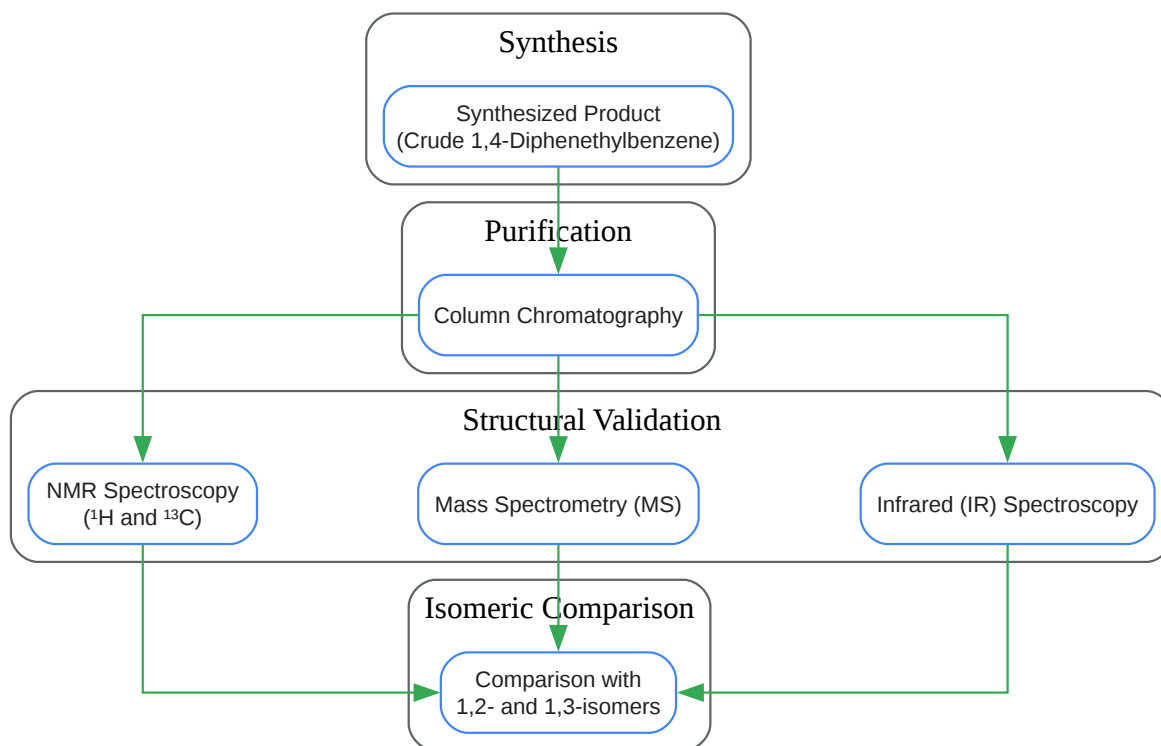 Synthesis
Synthesized Product
(Crude 1,4-Diphenethylbenzene)
Purification
Column Chromatography
Structural Validation
NMR Spectroscopy
(¹H and ¹³C)
Mass Spectrometry (MS)
Infrared (IR) Spectroscopy
Isomeric Comparison
Comparison with
1,2- and 1,3-isomers